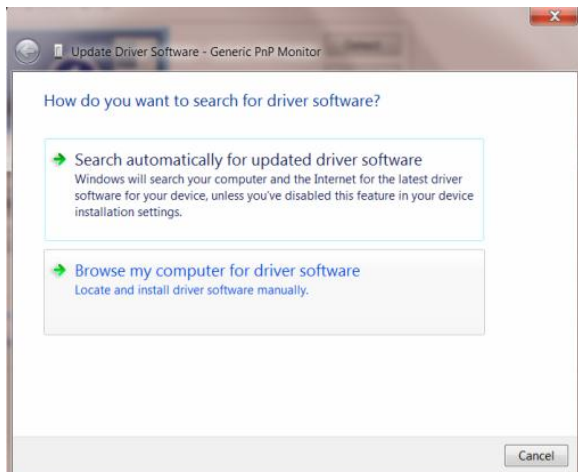 Update Driver Software - Generic PnP Monitor
How do you want to search for driver software?
Search automatically for updated driver software
Windows will search your computer and the Internet for the latest driver
software for your device, unless you've disabled this feature in your device
installation settings.
Browse my computer for driver software
Locate and install driver software manually.
Cancel